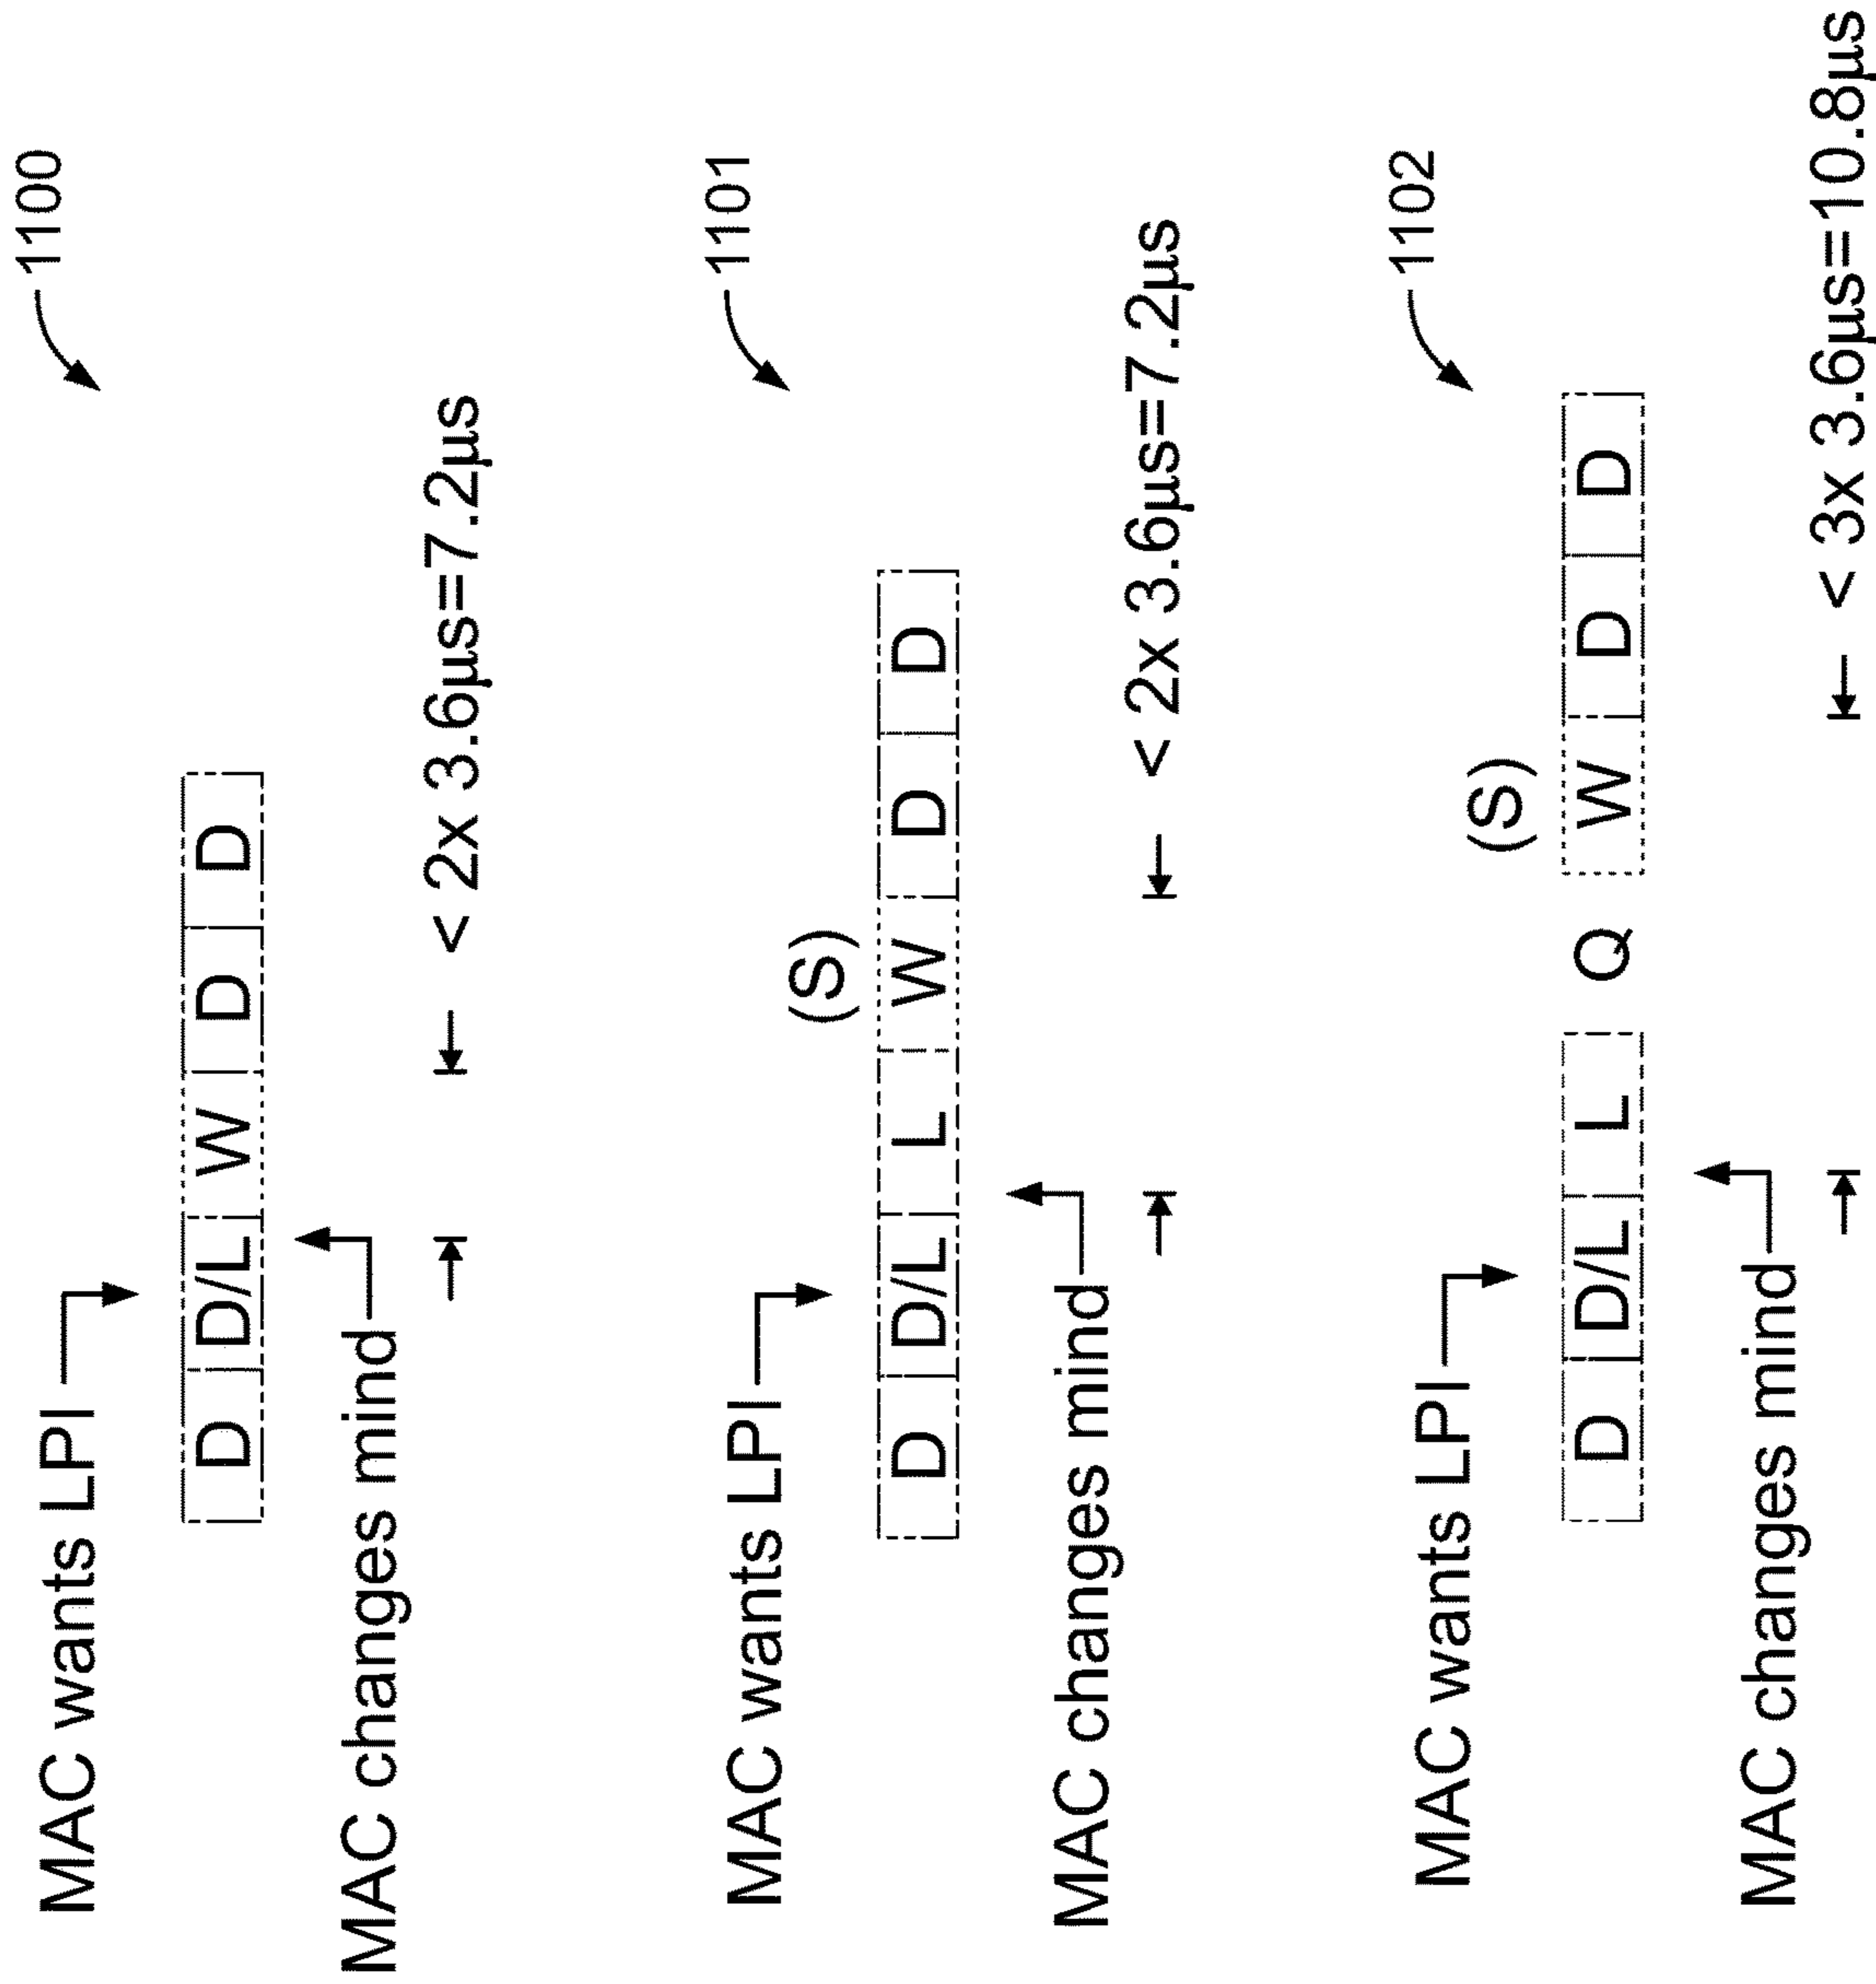 1100
MAC wants LPI
D D/L W D D
MAC changes mind
< 2x 3.6µs=7.2µs
1101
MAC wants LPI
(S)
D D/L L W D D
MAC changes mind
< 2x 3.6µs=7.2µs
1102
MAC wants LPI
(S)
D D/L L Q W D D
MAC changes mind
< 3x 3.6µs=10.8µs